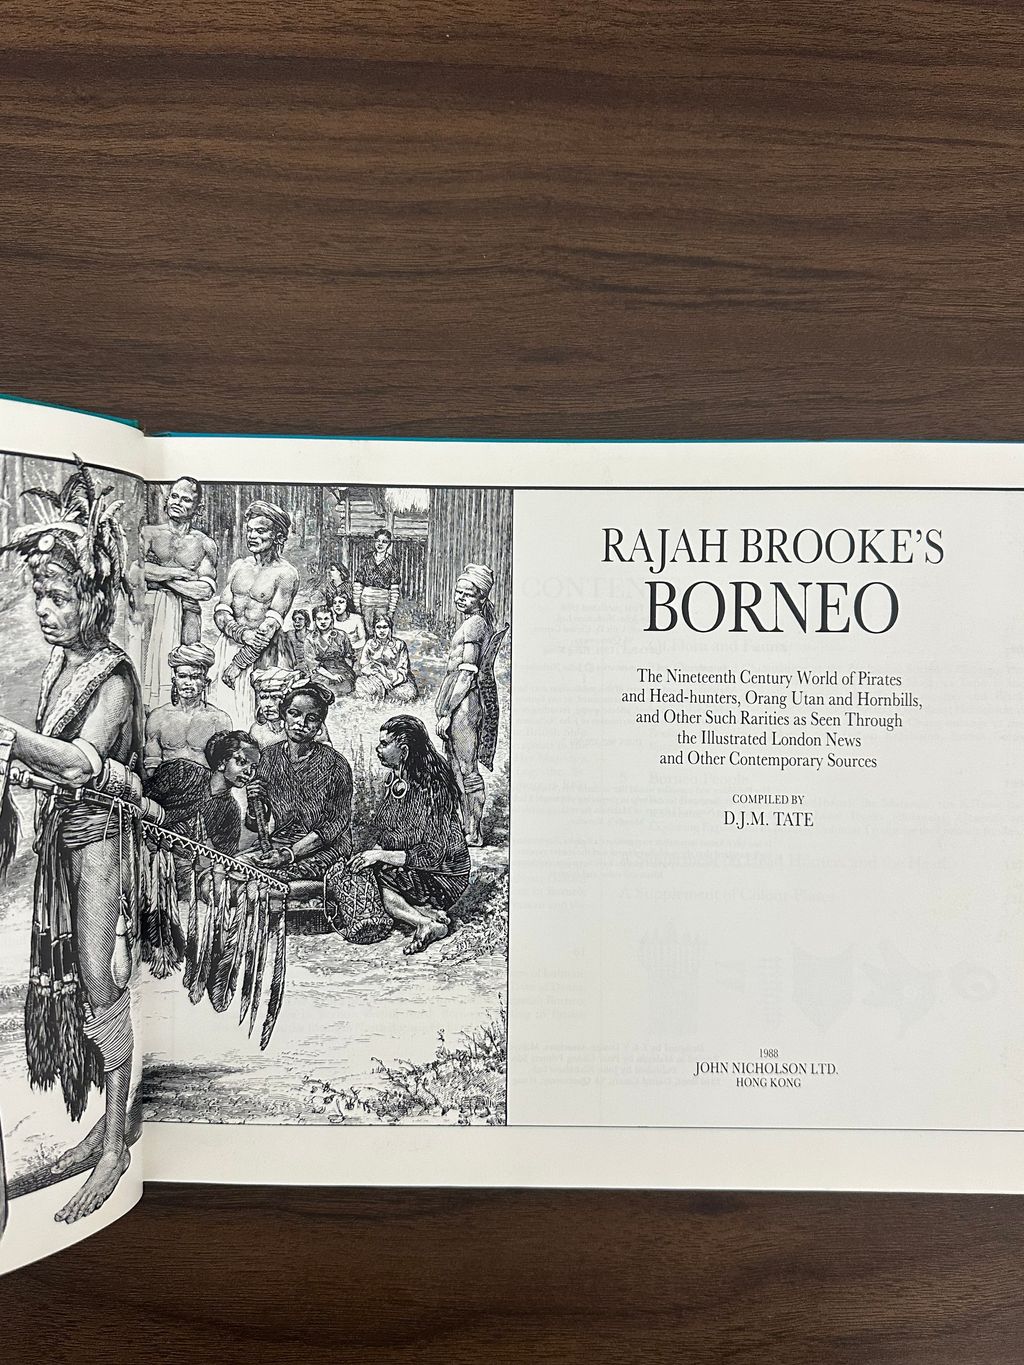 RAJAH BROOKE'S
BORNEO
The Nineteenth Century World of Pirates
and Head-hunters, Orang Utan and Hornbills,
and Other Such Rarities as Seen Through
the Illustrated London News
and Other Contemporary Sources
COMPILED BY
D.J.M. TATE
1988
JOHN NICHOLSON LTD.
HONG KONG